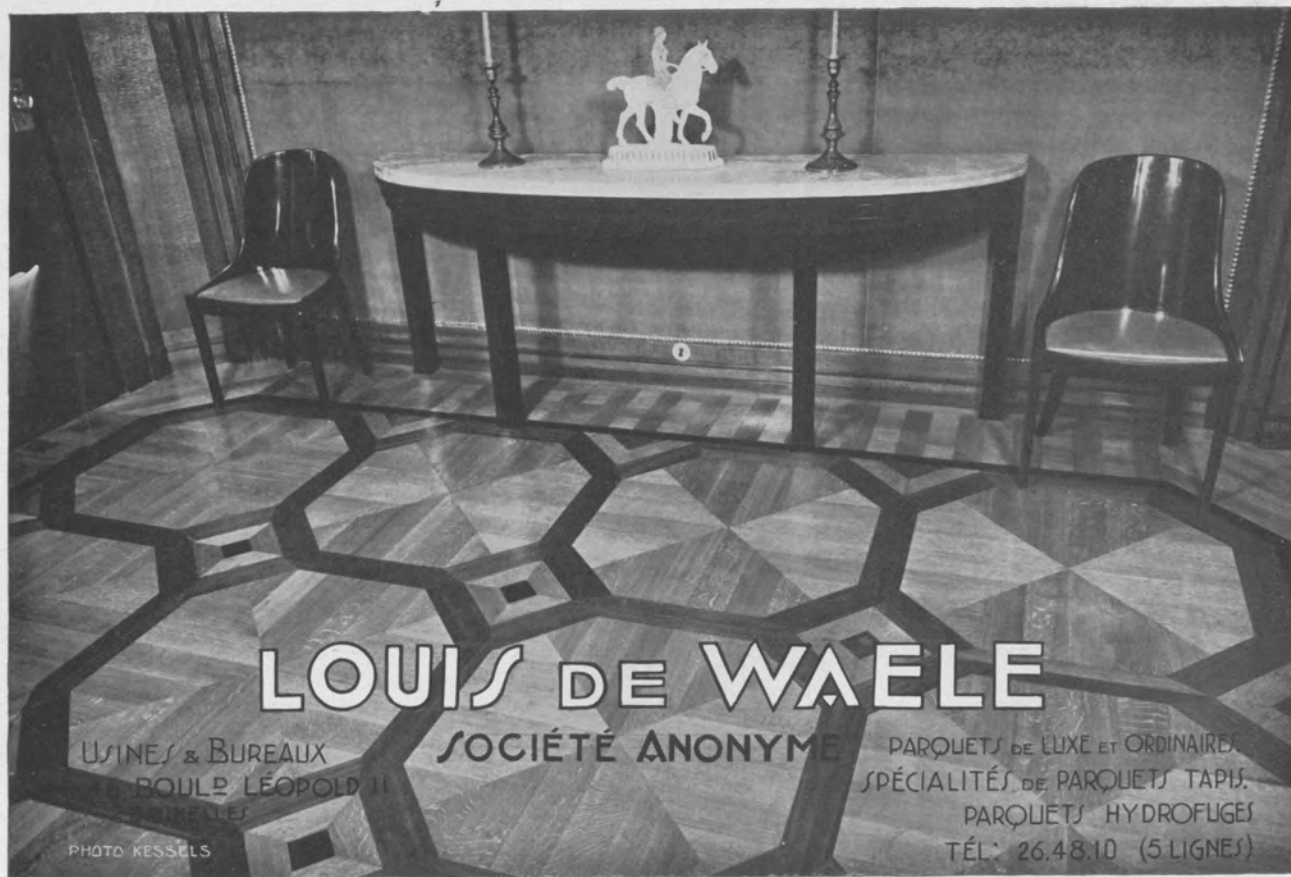 LOUIS DE WAELE
SOCIÉTÉ ANONYME
USINES & BUREAUX
BOULD LÉOPOLD II
BRUXELLES
PHOTO KESSELS
PARQUETS DE LUXE ET ORDINAIRES.
SPÉCIALITÉS DE PARQUETS TAPIS.
PARQUETS HYDROFUGES
TÉL: 26.48.10 (5 LIGNES)